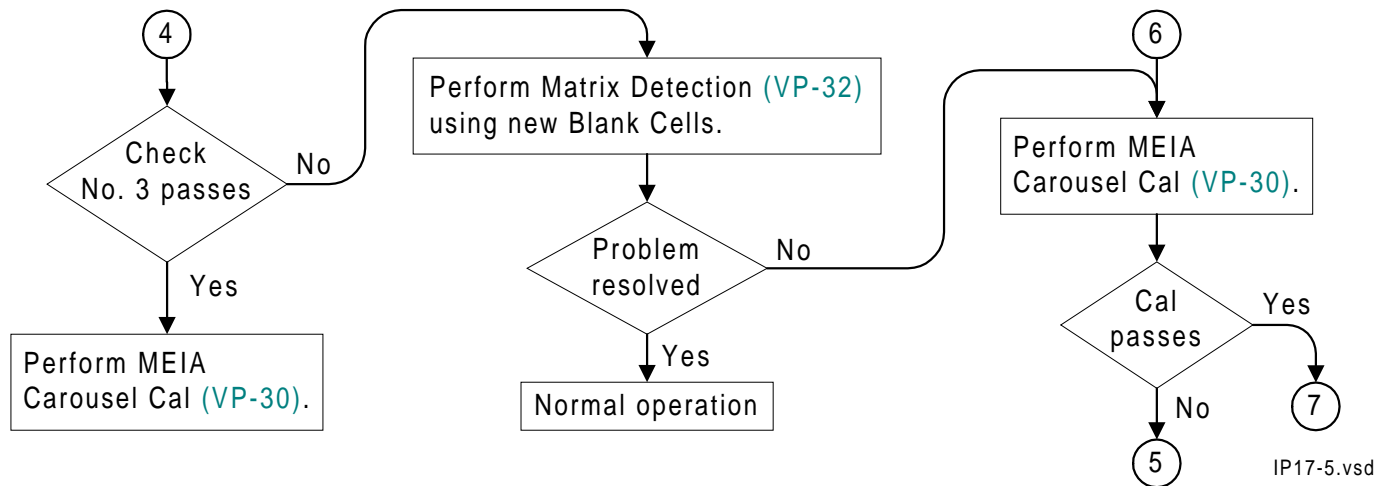 4
Check
No. 3 passes
No
Yes
Perform MEIA
Carousel Cal (VP-30).
Perform Matrix Detection (VP-32)
using new Blank Cells.
Problem
resolved
No
Yes
Normal operation
6
Perform MEIA
Carousel Cal (VP-30).
Cal
passes
Yes
7
No
5
IP17-5.vsd